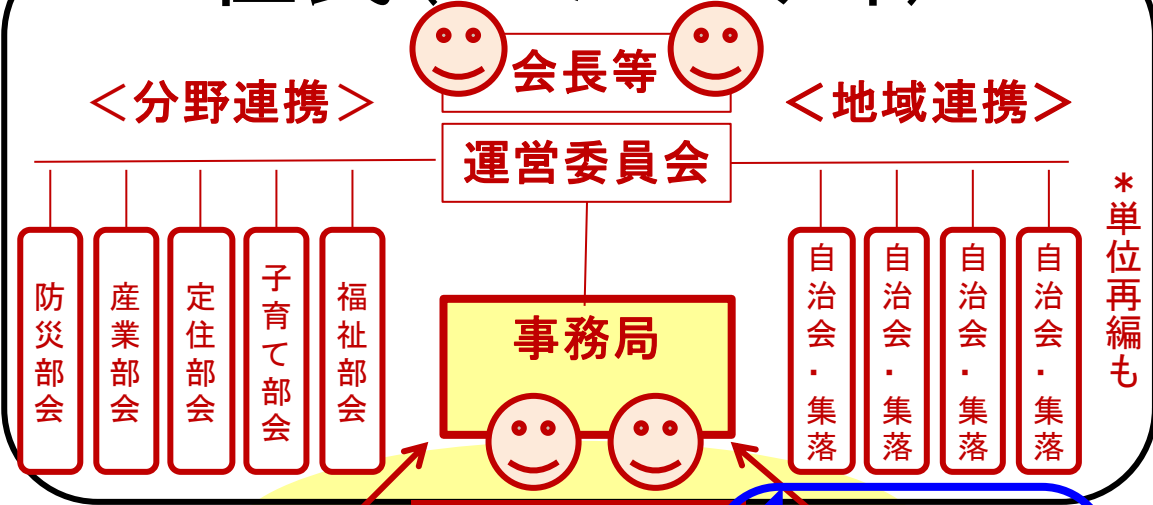 会長等
＜分野連携＞
＜地域連携＞
運営委員会
防災部会
産業部会
定住部会
子育て部会
福祉部会
事務局
自治会・集落
自治会・集落
自治会・集落
自治会・集落
*単位再編も